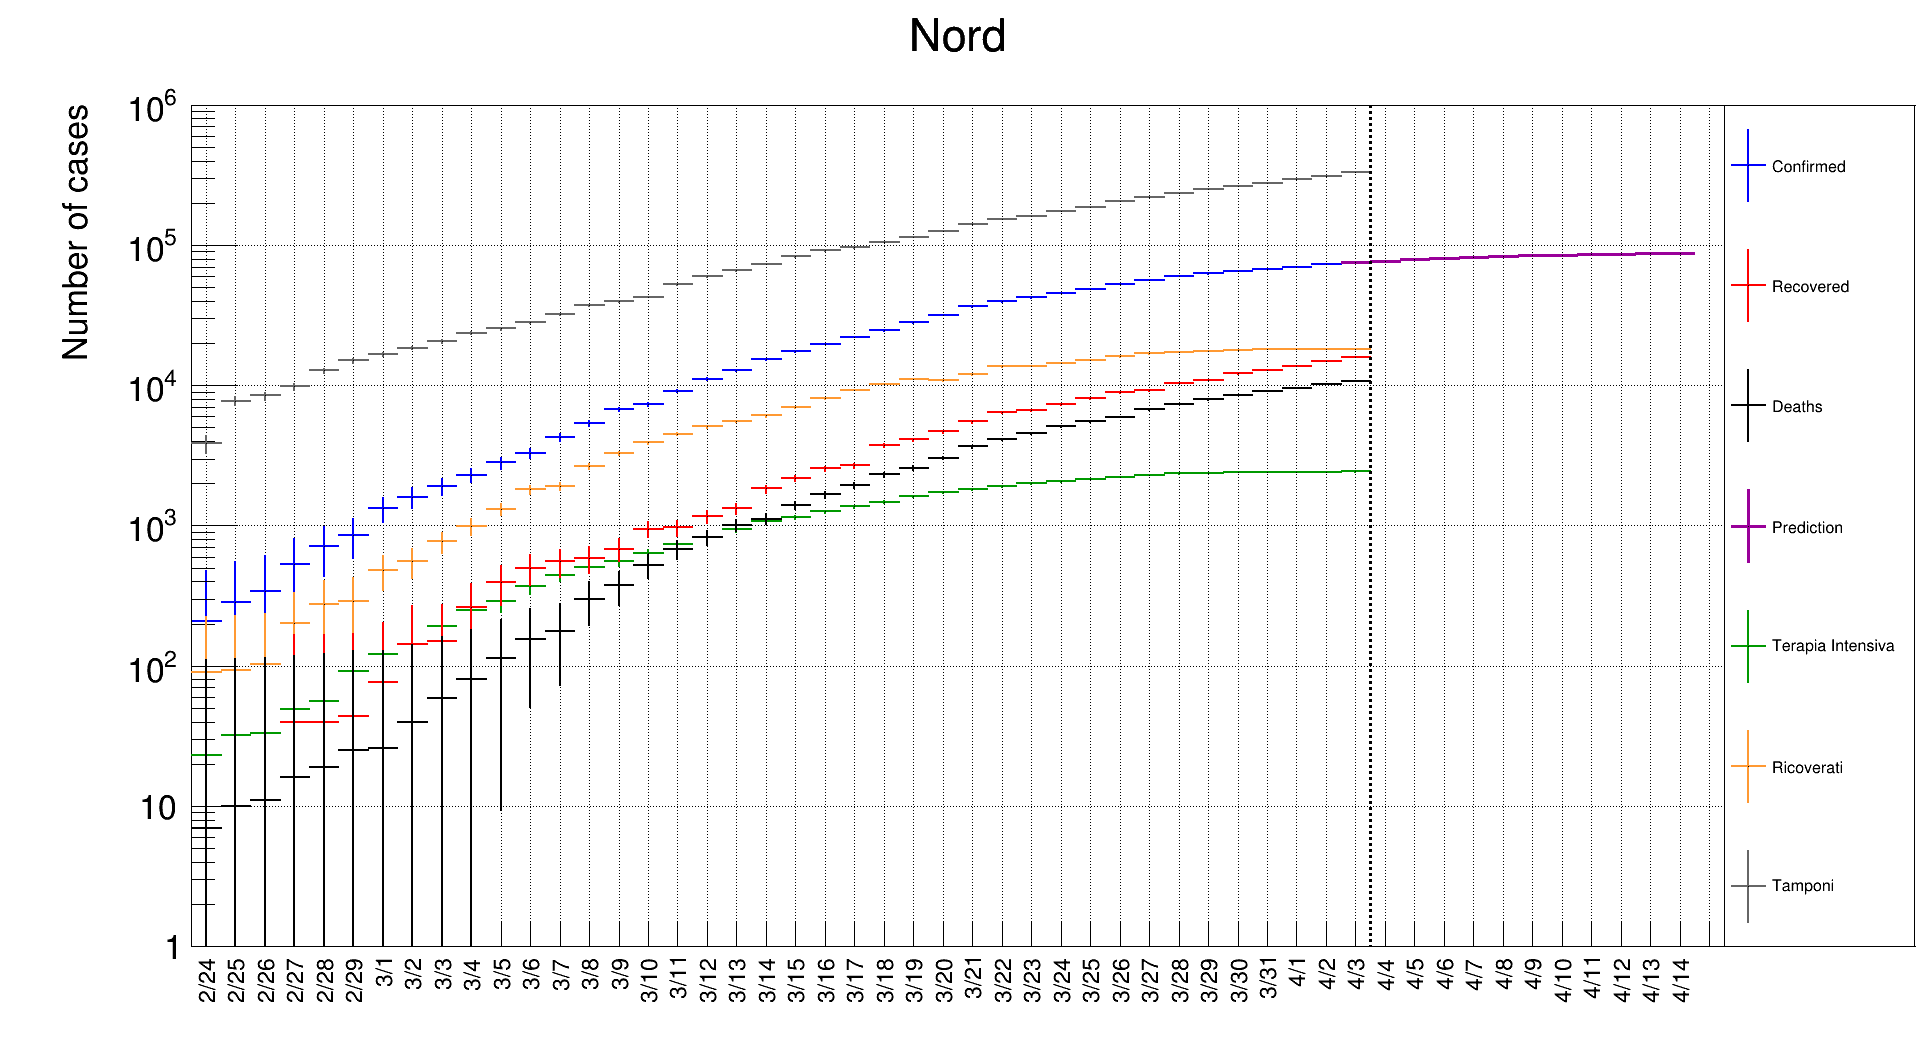 Nord
Number of cases
10^6
10^5
10^4
10^3
10^2
10
1
2/24 2/25 2/26 2/27 2/28 2/29 3/1 3/2 3/3 3/4 3/5 3/6 3/7 3/8 3/9 3/10 3/11 3/12 3/13 3/14 3/15 3/16 3/17 3/18 3/19 3/20 3/21 3/22 3/23 3/24 3/25 3/26 3/27 3/28 3/29 3/30 3/31 4/1 4/2 4/3 4/4 4/5 4/6 4/7 4/8 4/9 4/10 4/11 4/12 4/13 4/14
Confirmed
Recovered
Deaths
Prediction
Terapia Intensiva
Ricoverati
Tamponi